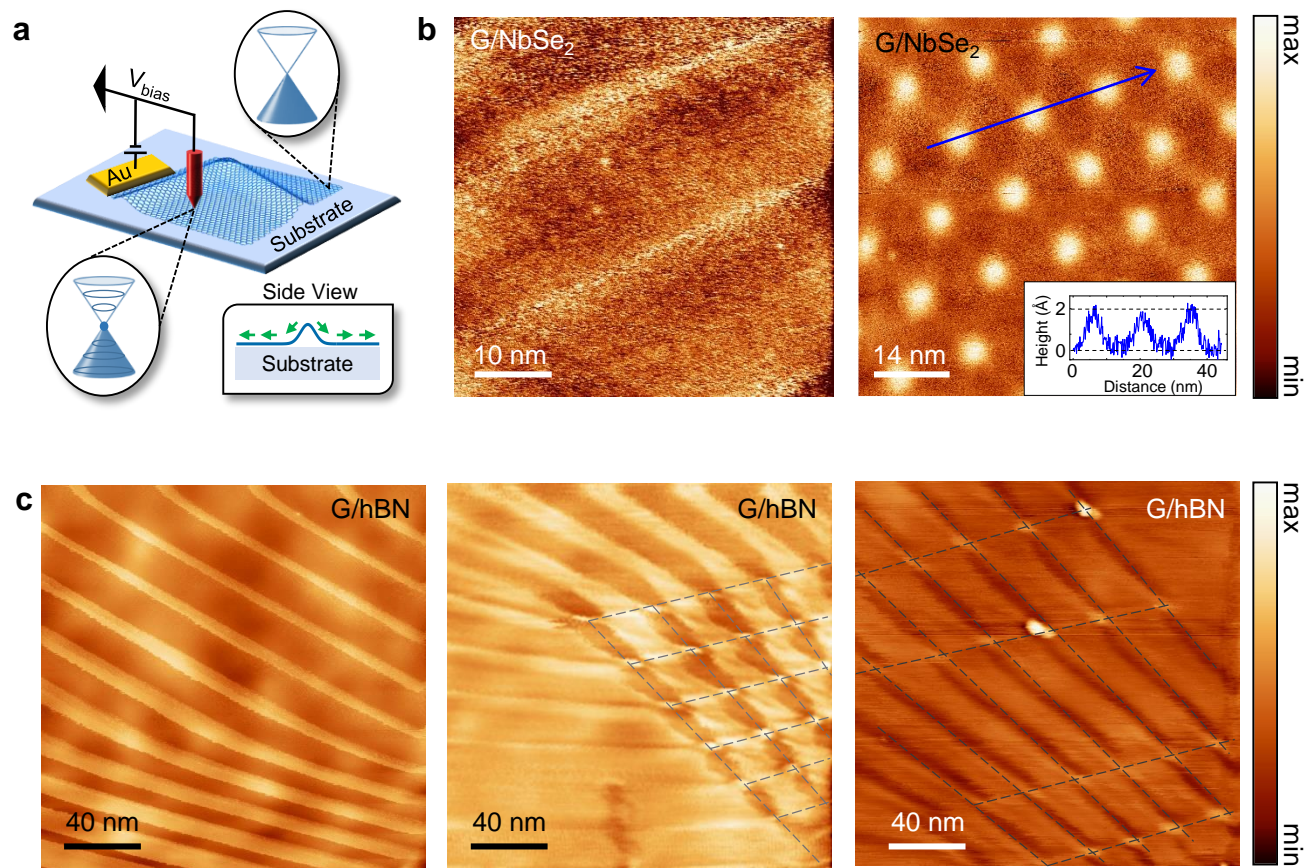 a
V_bias
Au
Substrate
Side View
Substrate
b
G/NbSe₂
10 nm
G/NbSe₂
14 nm
Height (Å)
2
0
0
20
40
Distance (nm)
max
min
c
G/hBN
40 nm
G/hBN
40 nm
G/hBN
40 nm
max
min